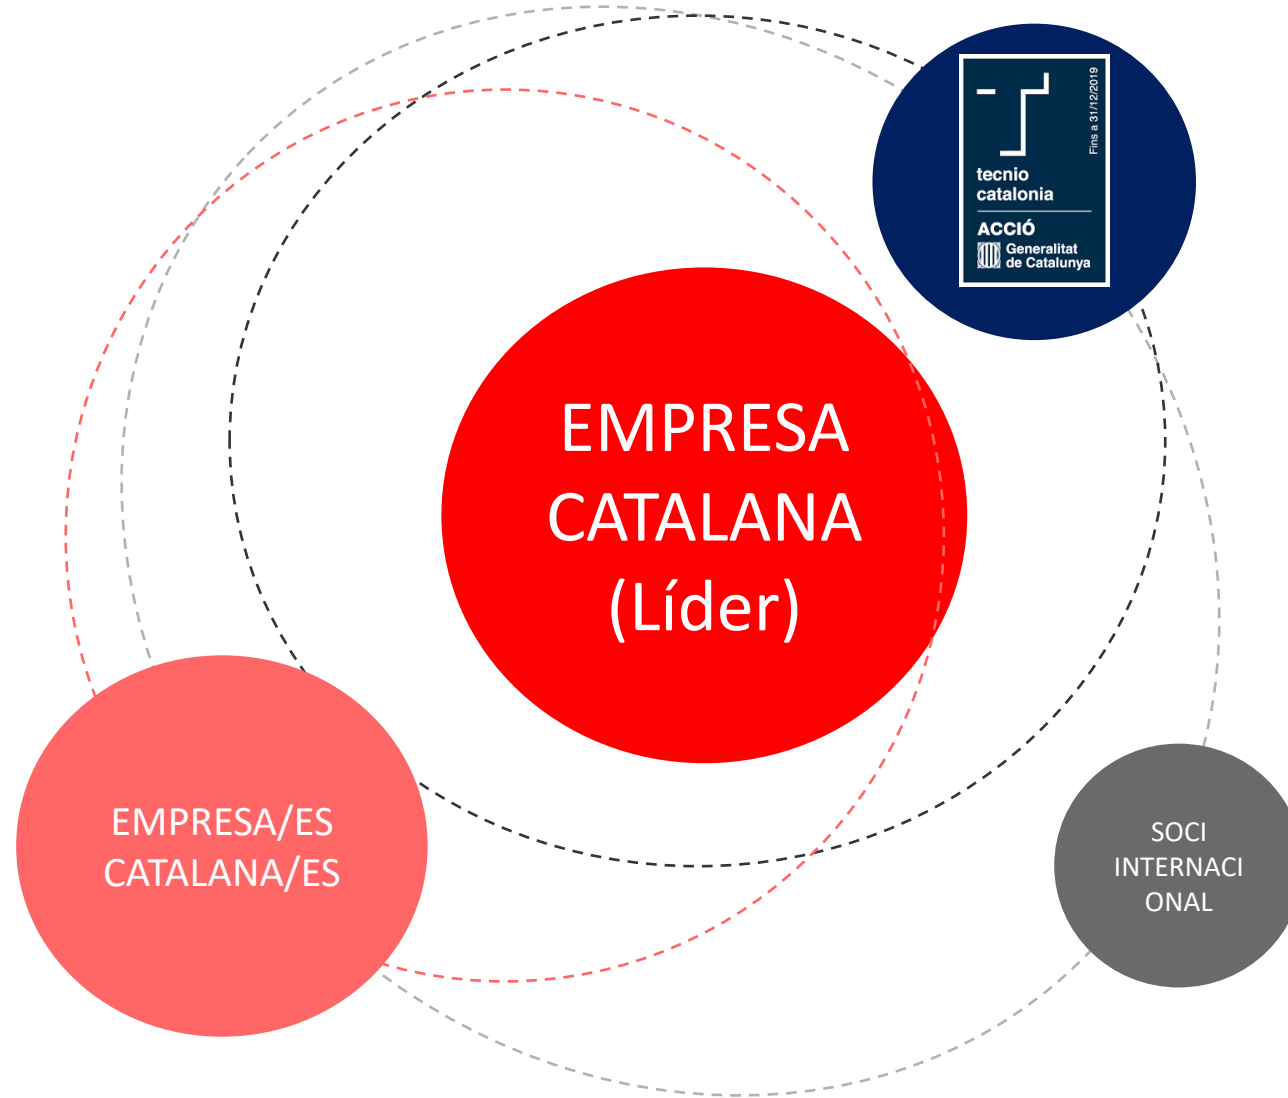 Fins a 31/12/2019
tecnio
catalonia
ACCIÓ
Generalitat
de Catalunya
EMPRESA
CATALANA
(Líder)
EMPRESA/ES
CATALANA/ES
SOCI
INTERNACI
ONAL